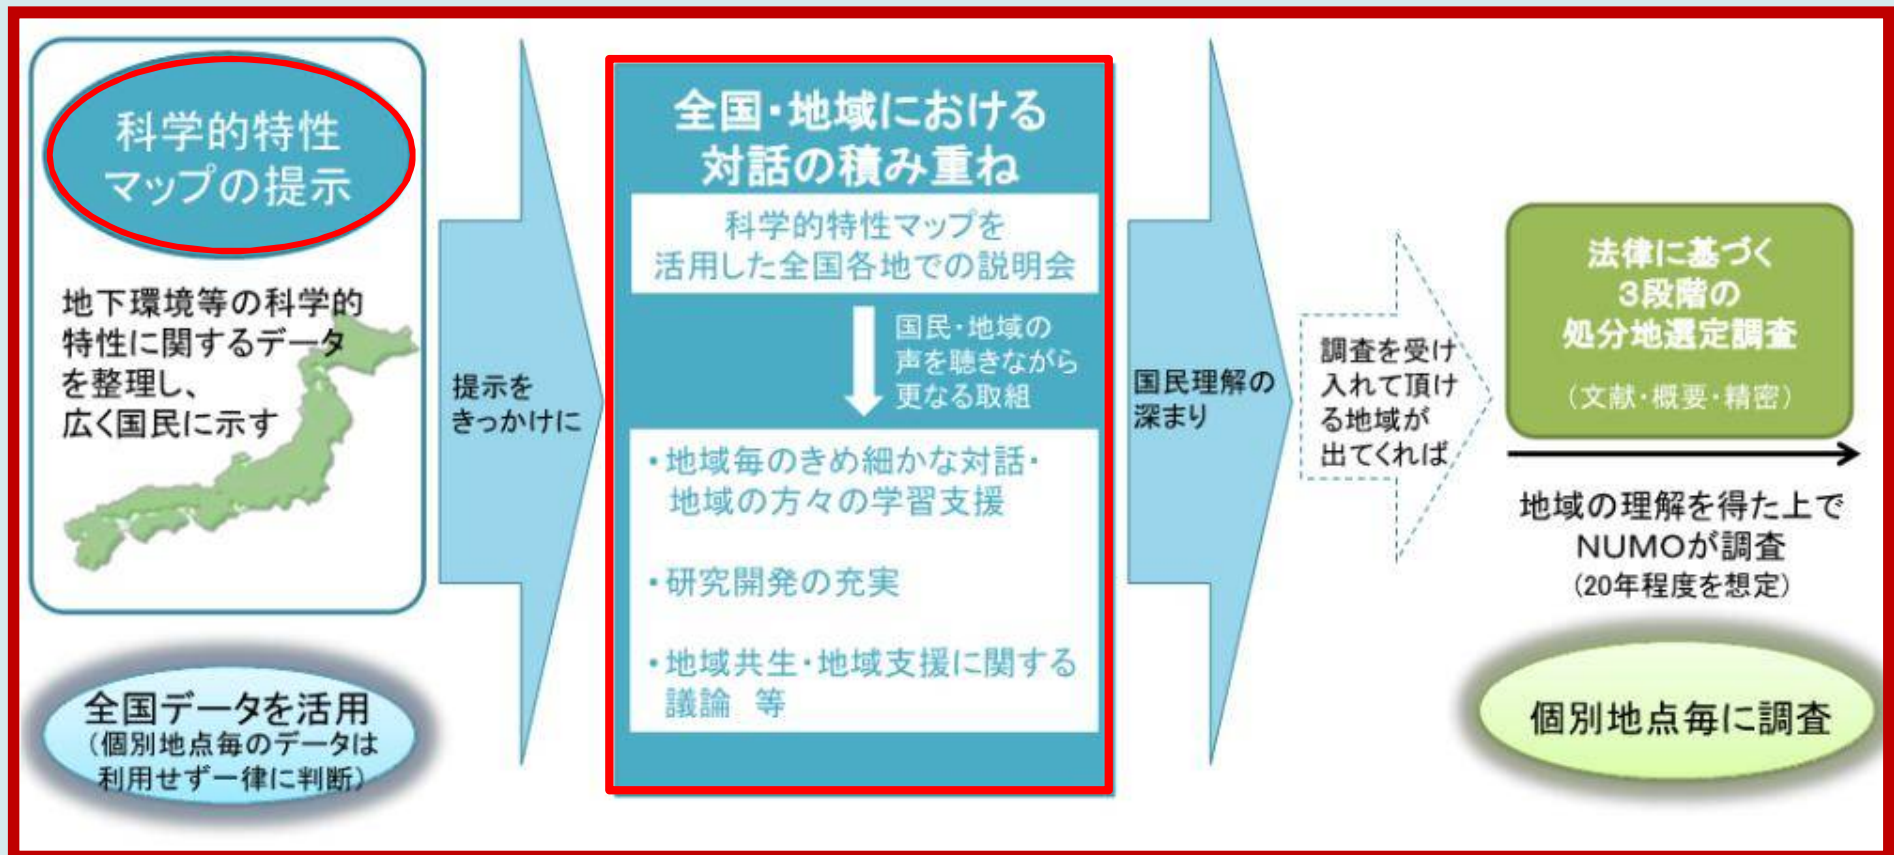 科学的特性
マップの提示
地下環境等の科学的
特性に関するデータ
を整理し、
広く国民に示す
全国データを活用
(個別地点毎のデータは
利用せず一律に判断)
提示を
きっかけに
全国・地域における
対話の積み重ね
科学的特性マップを
活用した全国各地での説明会
国民・地域の
声を聴きながら
更なる取組
・地域毎のきめ細かな対話・
地域の方々の学習支援
・研究開発の充実
・地域共生・地域支援に関する
議論 等
国民理解の
深まり
調査を受け
入れて頂け
る地域が
出てくれば
法律に基づく
3段階の
処分地選定調査
(文献・概要・精密)
地域の理解を得た上で
NUMOが調査
(20年程度を想定)
個別地点毎に調査